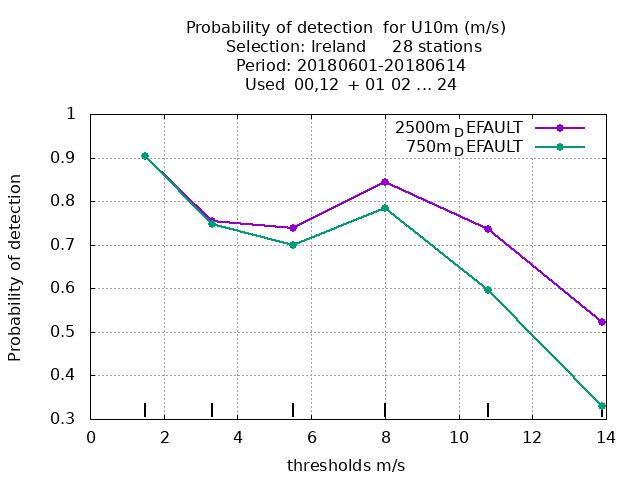 Probability of detection  for U10m (m/s)
Selection: Ireland     28 stations
Period: 20180601-20180614
Used  00,12  + 01 02 ... 24
2500m_DEFAULT
750m_DEFAULT
Probability of detection
1
0.9
0.8
0.7
0.6
0.5
0.4
0.3
0 2 4 6 8 10 12 14
thresholds m/s